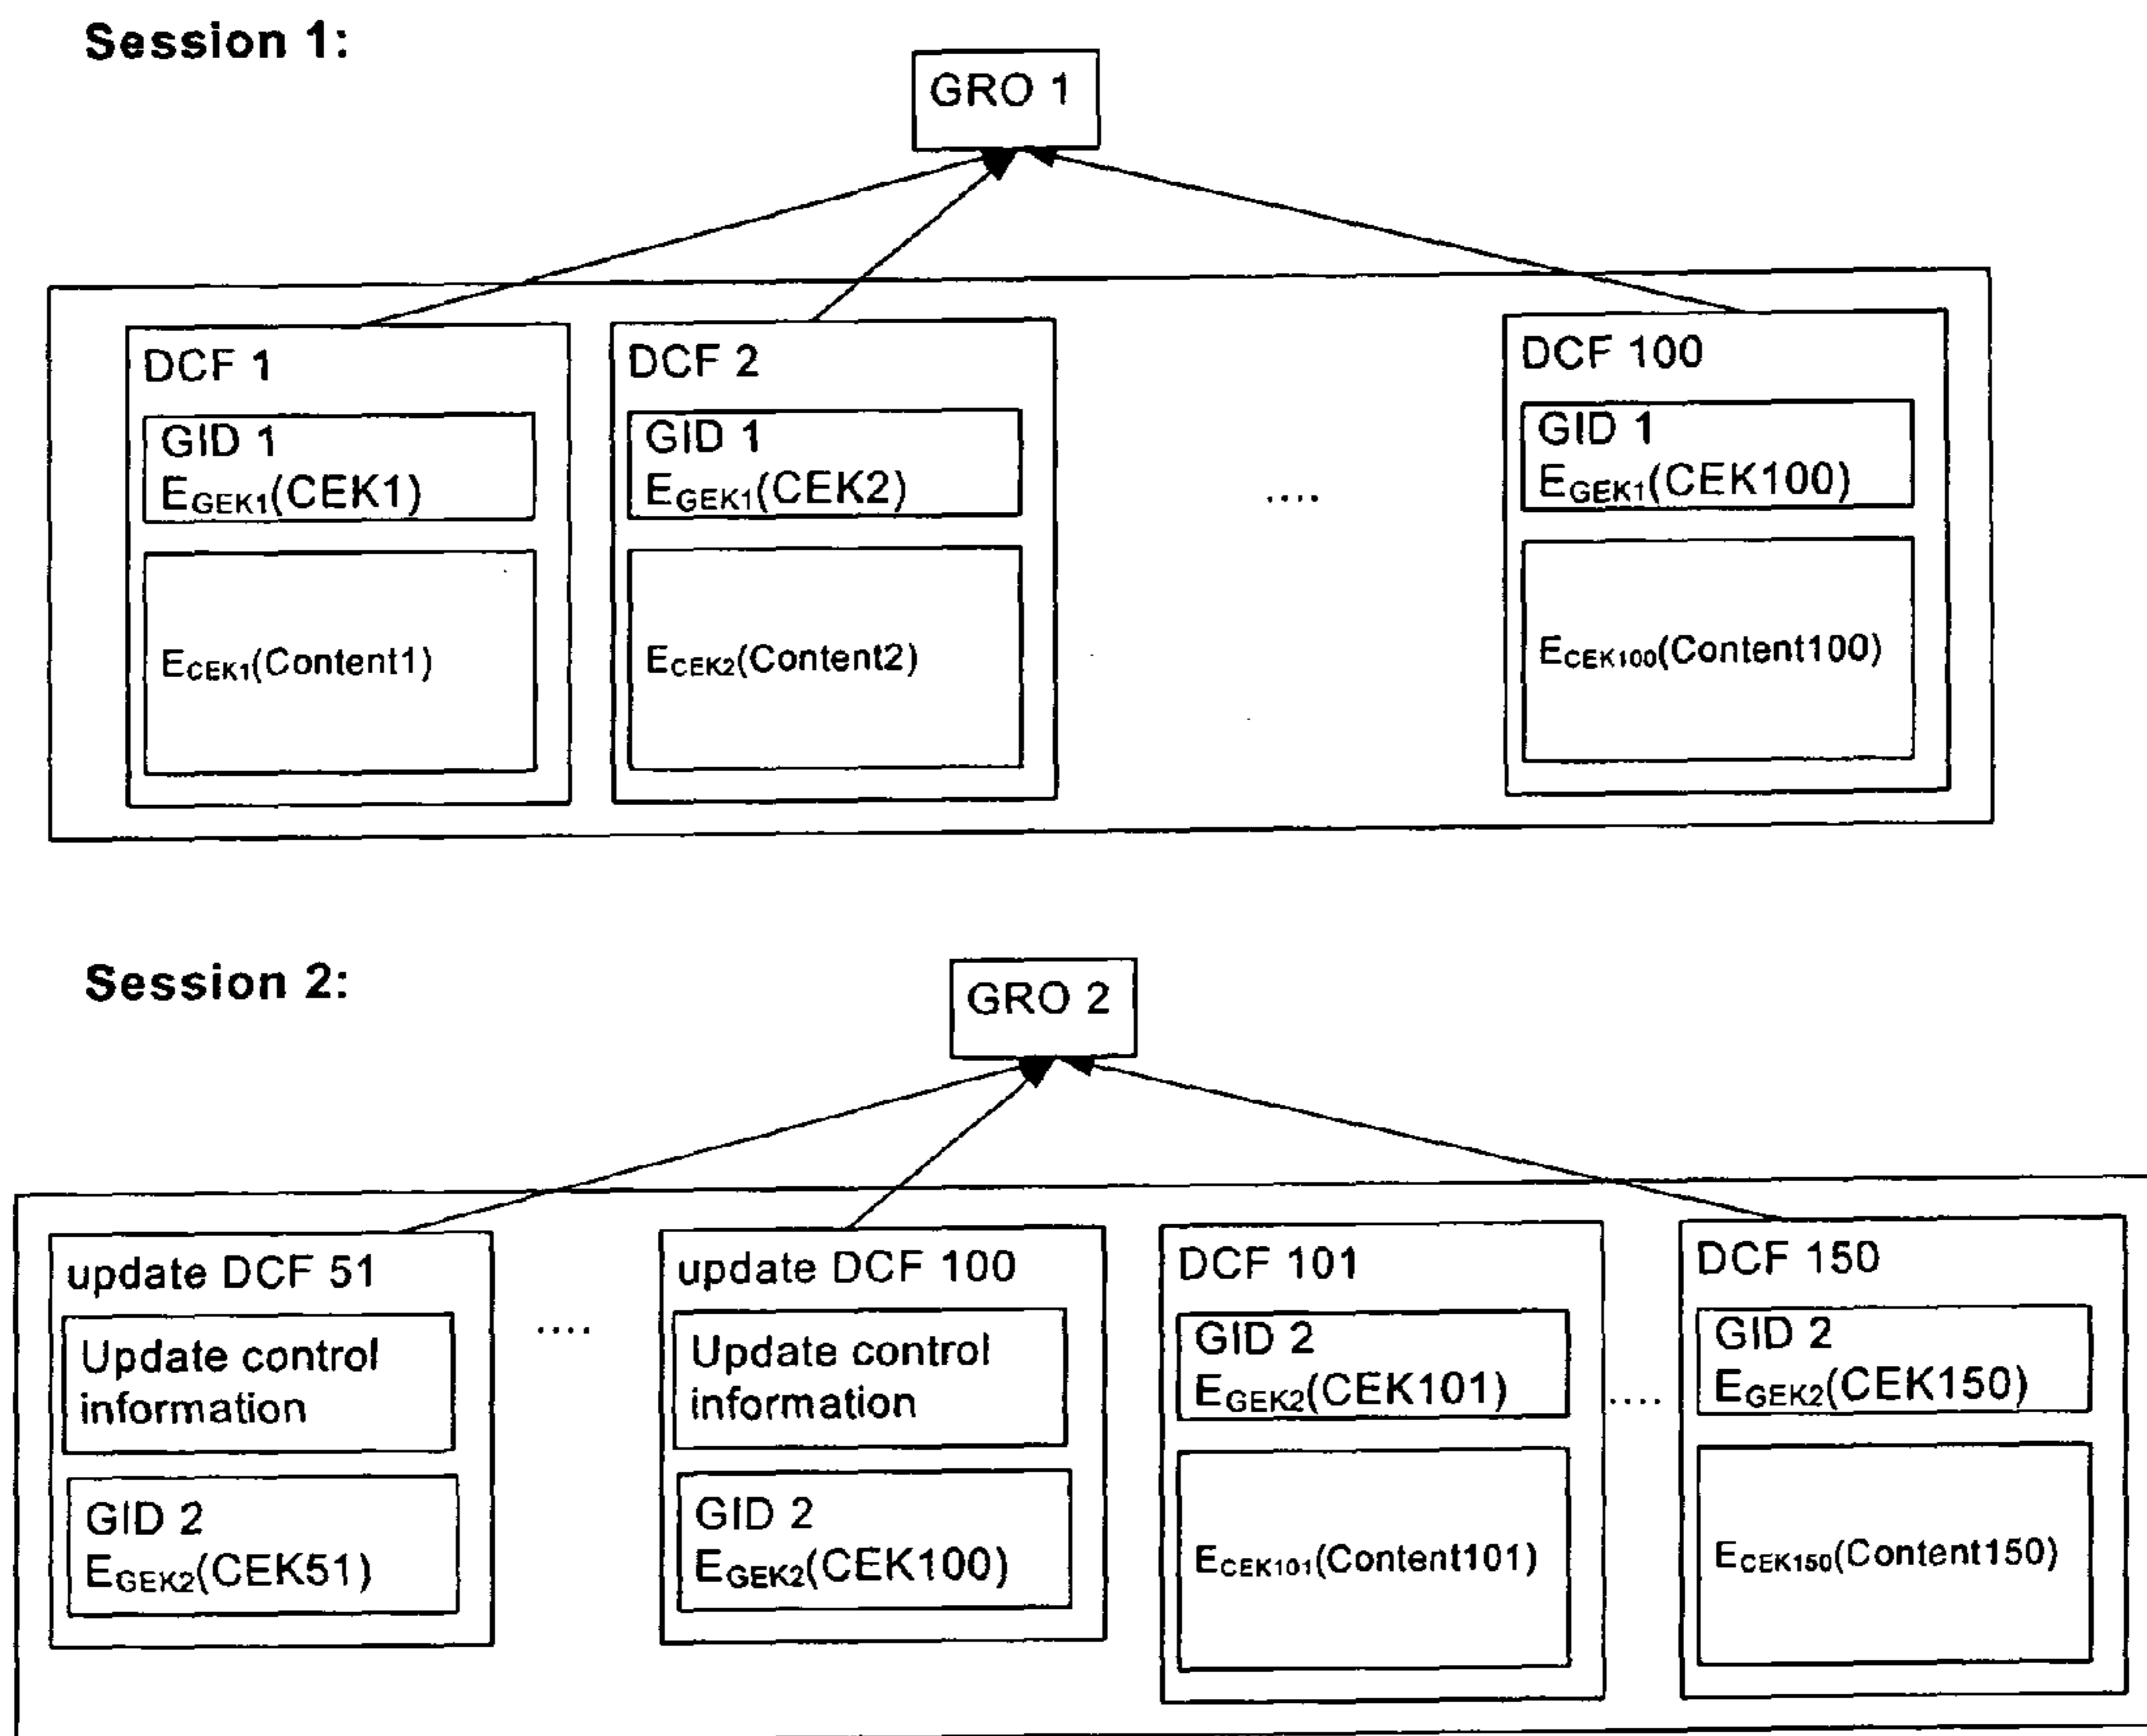 Session 1:
GRO 1
DCF 1
GID 1
EGEK1(CEK1)
ECEK1(Content1)
DCF 2
GID 1
EGEK1(CEK2)
ECEK2(Content2)
....
DCF 100
GID 1
EGEK1(CEK100)
ECEK100(Content100)
Session 2:
GRO 2
update DCF 51
Update control
information
GID 2
EGEK2(CEK51)
....
update DCF 100
Update control
information
GID 2
EGEK2(CEK100)
DCF 101
GID 2
EGEK2(CEK101)
ECEK101(Content101)
....
DCF 150
GID 2
EGEK2(CEK150)
ECEK150(Content150)